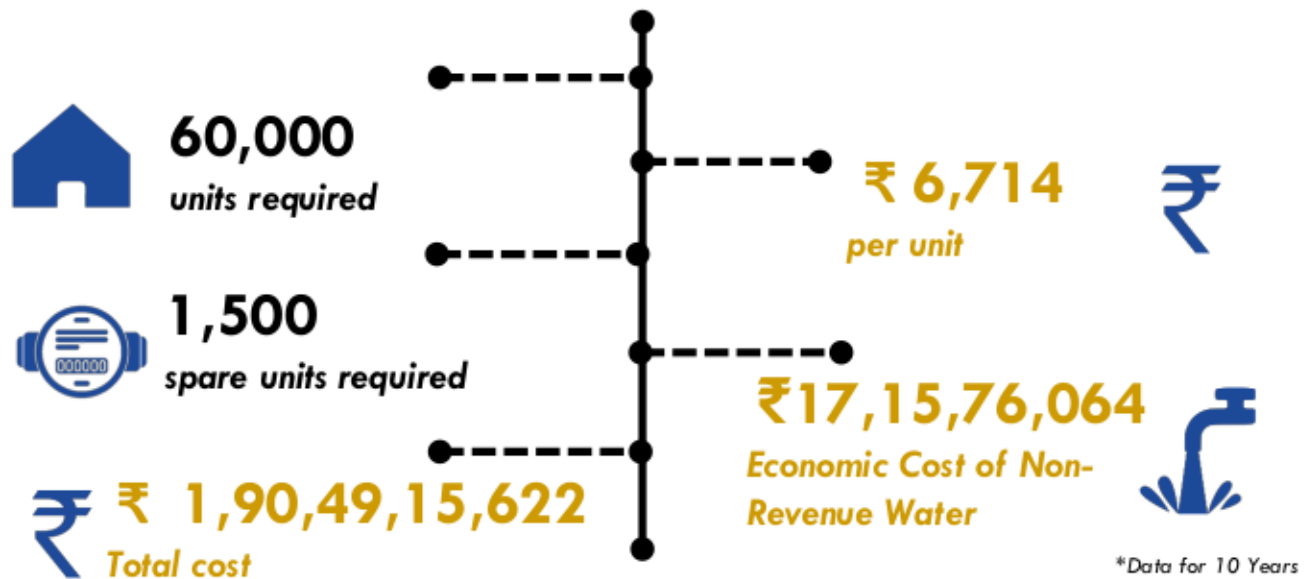 60,000
units required
₹ 6,714
per unit
1,500
spare units required
000000
₹17,15,76,064
Economic Cost of Non-
Revenue Water
₹ 1,90,49,15,622
Total cost
*Data for 10 Years
₹
₹